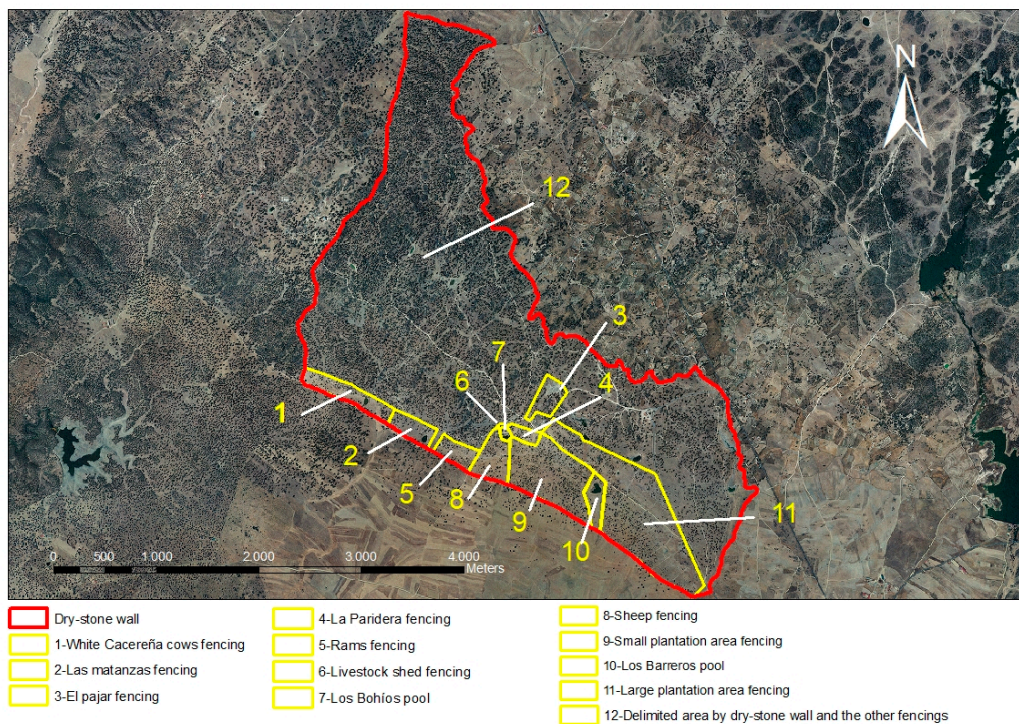 N
12
3
7
6
4
1
2
5
8
9
10
11
0 500 1 000 2 000 3 000 4 000
Meters
Dry-stone wall
1-White Cacereña cows fencing
2-Las matanzas fencing
3-El pajar fencing
4-La Paridera fencing
5-Rams fencing
6-Livestock shed fencing
7-Los Bohíos pool
8-Sheep fencing
9-Small plantation area fencing
10-Los Barreros pool
11-Large plantation area fencing
12-Delimited area by dry-stone wall and the other fencings